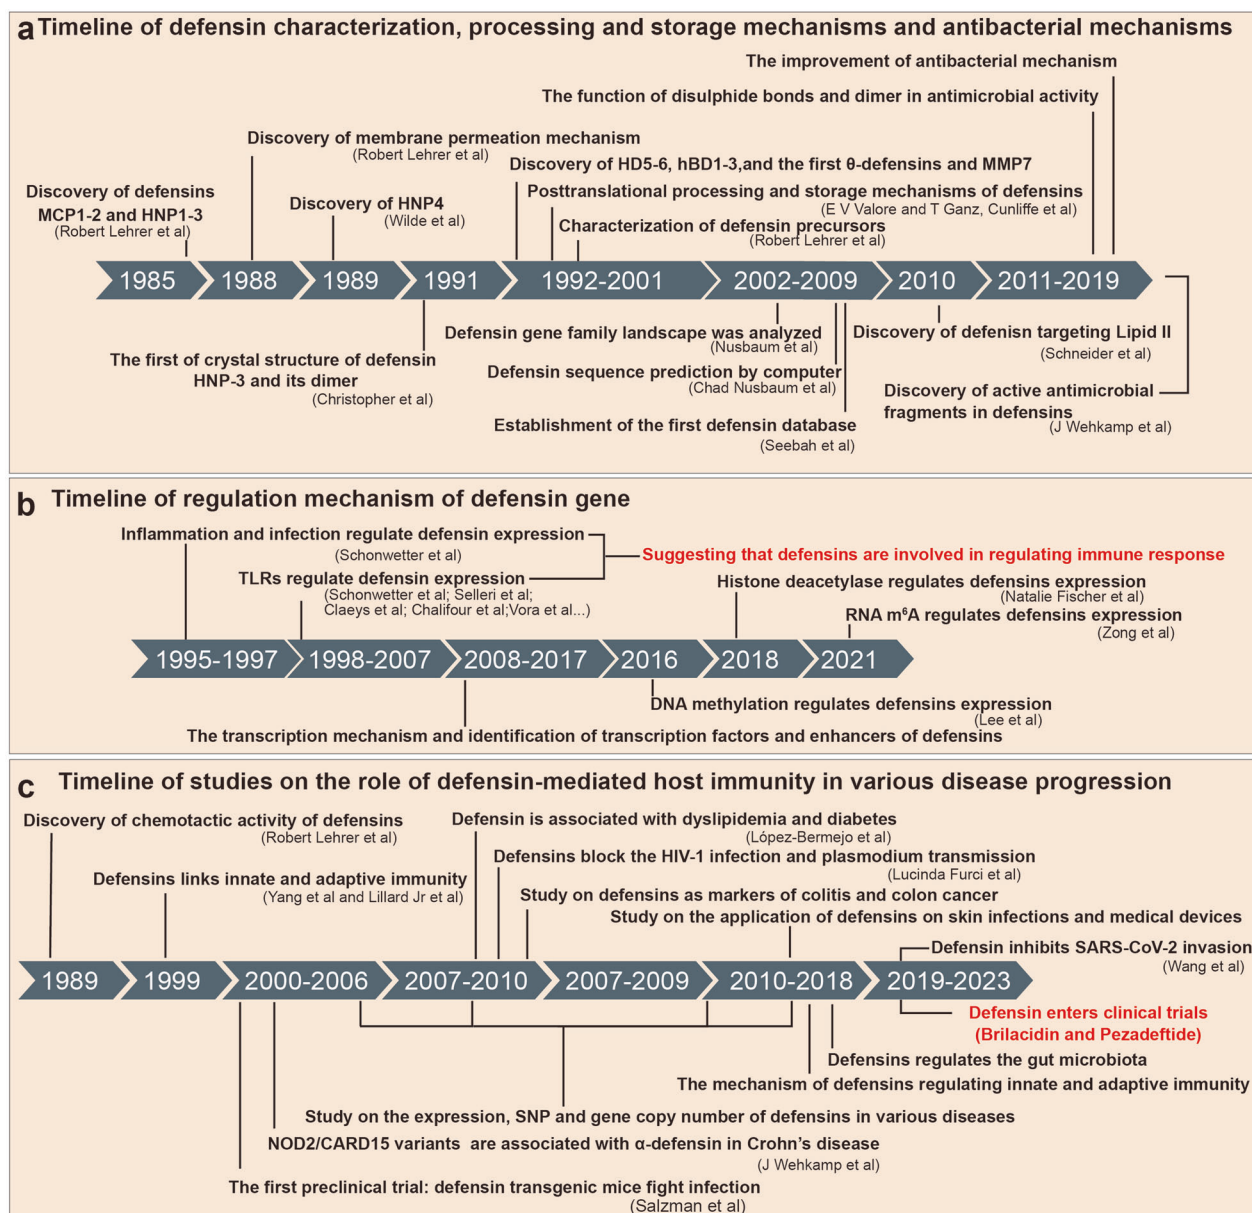 a Timeline of defensin characterization, processing and storage mechanisms and antibacterial mechanisms
The improvement of antibacterial mechanism
The function of disulphide bonds and dimer in antimicrobial activity
Discovery of membrane permeation mechanism
(Robert Lehrer et al)
Discovery of HD5-6, hBD1-3,and the first θ-defensins and MMP7
Discovery of defensins
MCP1-2 and HNP1-3
(Robert Lehrer et al)
Discovery of HNP4
(Wilde et al)
Posttranslational processing and storage mechanisms of defensins
(E V Valore and T Ganz, Cunliffe et al)
Characterization of defensin precursors
(Robert Lehrer et al)
1985
1988
1989
1991
1992-2001
2002-2009
2010
2011-2019
The first of crystal structure of defensin
HNP-3 and its dimer
(Christopher et al)
Defensin gene family landscape was analyzed
(Nusbaum et al)
Defensin sequence prediction by computer
(Chad Nusbaum et al)
Establishment of the first defensin database
(Seebah et al)
Discovery of defenisn targeting Lipid II
(Schneider et al)
Discovery of active antimicrobial
fragments in defensins
(J Wehkamp et al)
b Timeline of regulation mechanism of defensin gene
Inflammation and infection regulate defensin expression
(Schonwetter et al)
Suggesting that defensins are involved in regulating immune response
TLRs regulate defensin expression
(Schonwetter et al; Selleri et al;
Claeys et al; Chalifour et al;Vora et al...)
Histone deacetylase regulates defensins expression
(Natalie Fischer et al)
RNA m⁶A regulates defensins expression
(Zong et al)
1995-1997
1998-2007
2008-2017
2016
2018
2021
DNA methylation regulates defensins expression
(Lee et al)
The transcription mechanism and identification of transcription factors and enhancers of defensins
c Timeline of studies on the role of defensin-mediated host immunity in various disease progression
Discovery of chemotactic activity of defensins
(Robert Lehrer et al)
Defensin is associated with dyslipidemia and diabetes
(López-Bermejo et al)
Defensins block the HIV-1 infection and plasmodium transmission
(Lucinda Furci et al)
Defensins links innate and adaptive immunity
(Yang et al and Lillard Jr et al)
Study on defensins as markers of colitis and colon cancer
Study on the application of defensins on skin infections and medical devices
Defensin inhibits SARS-CoV-2 invasion
(Wang et al)
1989
1999
2000-2006
2007-2010
2007-2009
2010-2018
2019-2023
Defensin enters clinical trials
(Brilacidin and Pezadeftide)
Defensins regulates the gut microbiota
The mechanism of defensins regulating innate and adaptive immunity
Study on the expression, SNP and gene copy number of defensins in various diseases
NOD2/CARD15 variants are associated with α-defensin in Crohn's disease
(J Wehkamp et al)
The first preclinical trial: defensin transgenic mice fight infection
(Salzman et al)